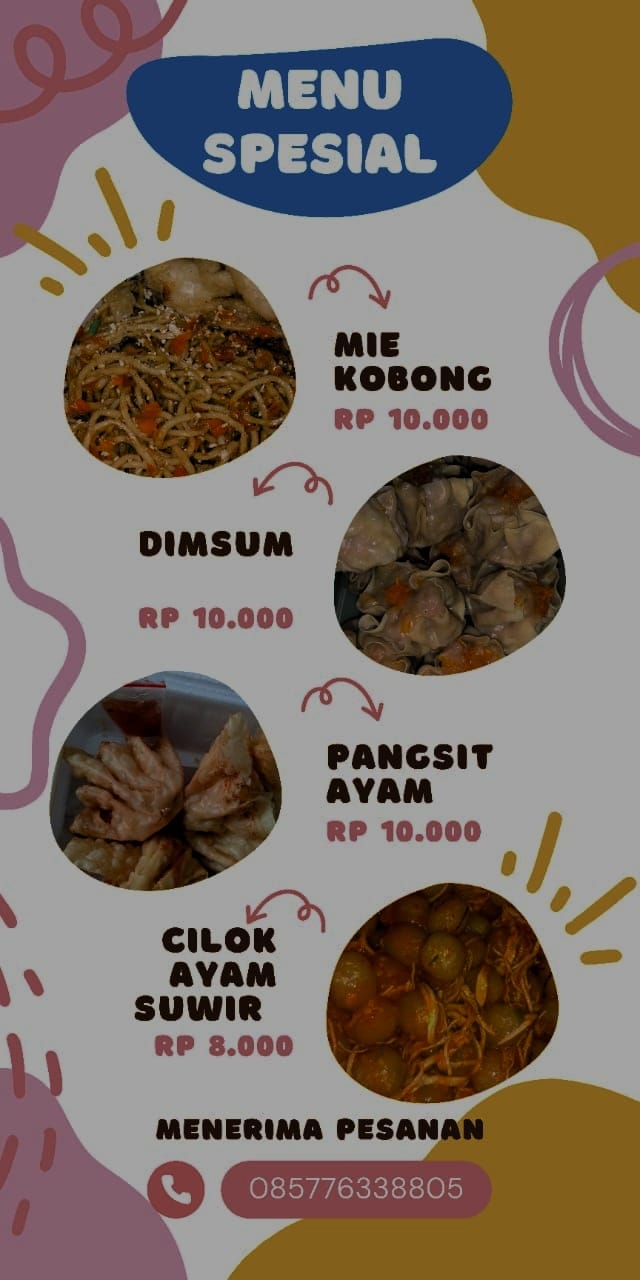 MENU
SPESIAL
MIE
KOBONG
RP 10.000
DIMSUM
RP 10.000
PANGSIT
AYAM
RP 10.000
CILOK
AYAM
SUWIR
RP 8.000
MENERIMA PESANAN
085776338805